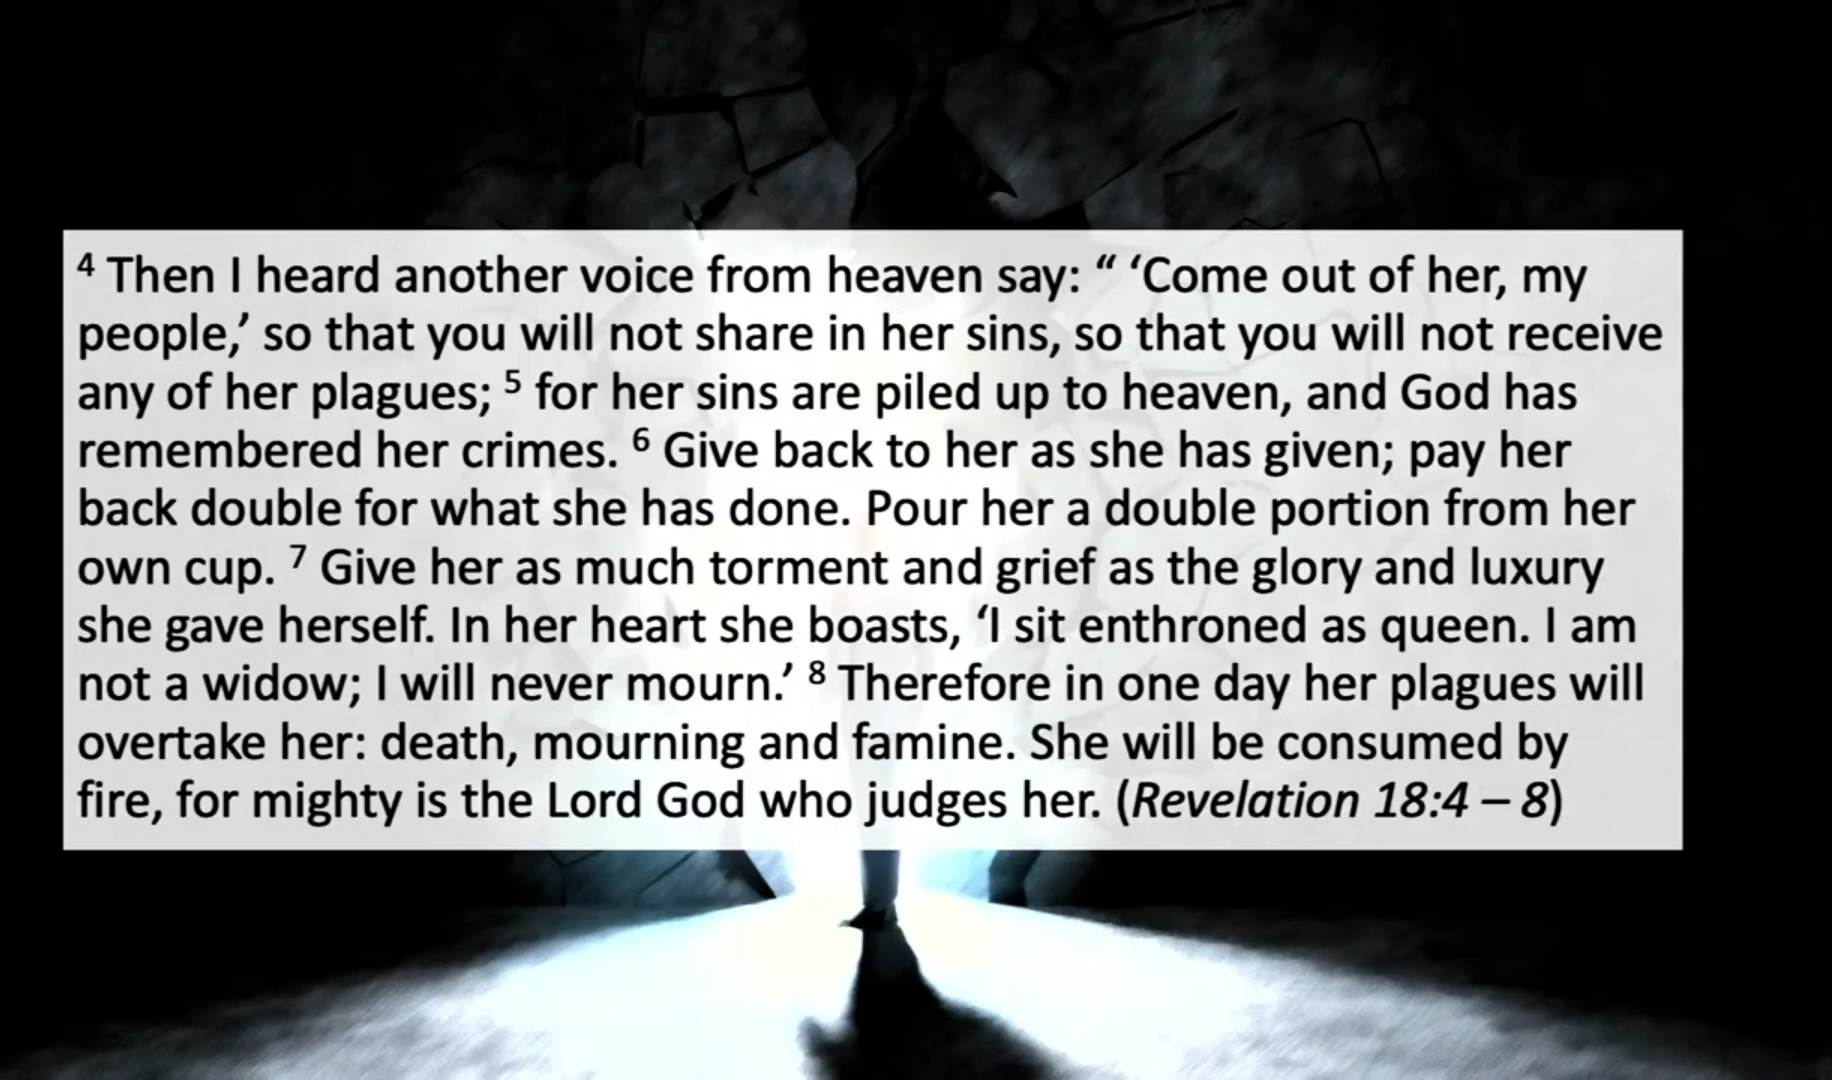 ⁴ Then I heard another voice from heaven say: “ ‘Come out of her, my
people,’ so that you will not share in her sins, so that you will not receive
any of her plagues; ⁵ for her sins are piled up to heaven, and God has
remembered her crimes. ⁶ Give back to her as she has given; pay her
back double for what she has done. Pour her a double portion from her
own cup. ⁷ Give her as much torment and grief as the glory and luxury
she gave herself. In her heart she boasts, ‘I sit enthroned as queen. I am
not a widow; I will never mourn.’ ⁸ Therefore in one day her plagues will
overtake her: death, mourning and famine. She will be consumed by
fire, for mighty is the Lord God who judges her. (Revelation 18:4 – 8)